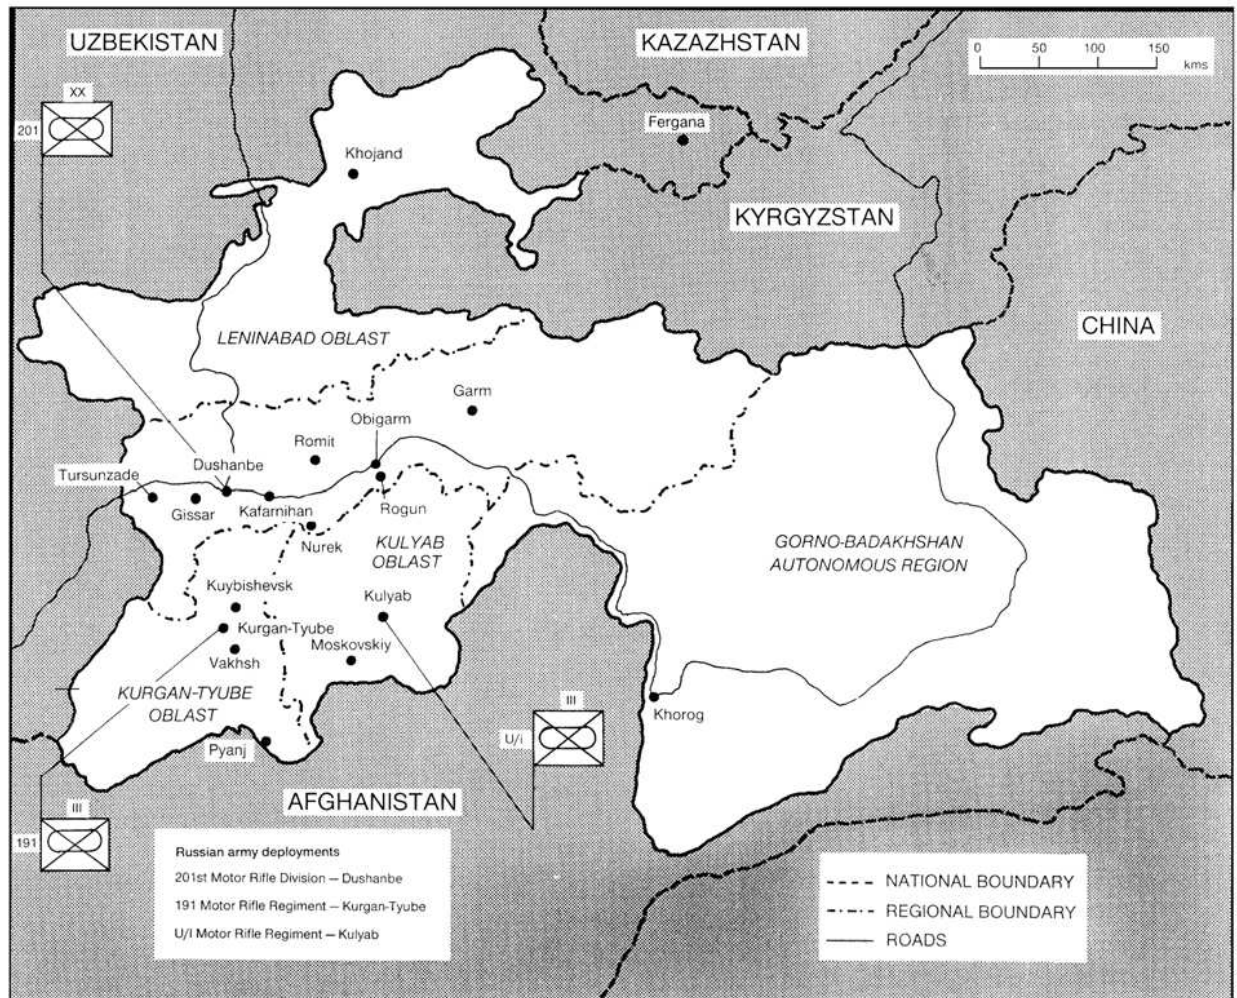 UZBEKISTAN
KAZAZHSTAN
0 50 100 150
kms
XX
201
Fergana
Khojand
KYRGYZSTAN
CHINA
LENINABAD OBLAST
Garm
Obigarm
Romit
Dushanbe
Tursunzade
Gissar
Kafarnihan
Rogun
Nurek
KULYAB
OBLAST
GORNO-BADAKHSHAN
AUTONOMOUS REGION
Kuybishevsk
Kulyab
Kurgan-Tyube
Moskovskiy
Vakhsh
KURGAN-TYUBE
OBLAST
III
U/i
Khorog
Pyanj
AFGHANISTAN
III
191
Russian army deployments
201st Motor Rifle Division — Dushanbe
191 Motor Rifle Regiment — Kurgan-Tyube
U/I Motor Rifle Regiment — Kulyab
NATIONAL BOUNDARY
REGIONAL BOUNDARY
ROADS